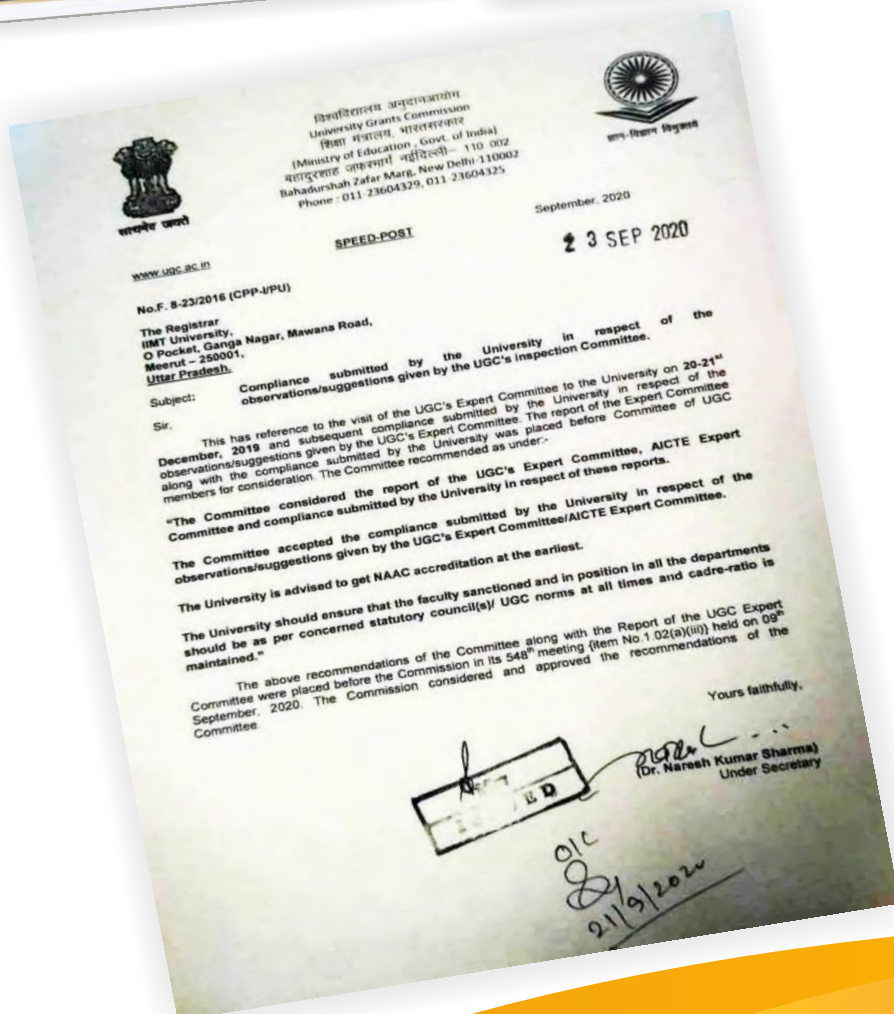 विश्वविद्यालय अनुदानआयोग
University Grants Commission
शिक्षा मंत्रालय, भारतसरकार
(Ministry of Education , Govt. of India)
बहादुरशाह जफरमार्ग नईदिल्ली– 110 002
Bahadurshah Zafar Marg, New Delhi-110002
Phone : 011-23604329, 011-23604325
सत्यमेव जयते
ज्ञान-विज्ञान विमुक्तये
SPEED-POST
September, 2020
2 3 SEP 2020
www.ugc.ac.in
No.F. 8-23/2016 (CPP-I/PU)
The Registrar
IIMT University,
O Pocket, Ganga Nagar, Mawana Road,
Meerut – 250001,
Uttar Pradesh.
Subject: Compliance submitted by the University in respect of the
observations/suggestions given by the UGC's inspection Committee.
Sir,
This has reference to the visit of the UGC's Expert Committee to the University on 20-21st
December, 2019 and subsequent compliance submitted by the University in respect of the
observations/suggestions given by the UGC's Expert Committee. The report of the Expert Committee
along with the compliance submitted by the University was placed before Committee of UGC
members for consideration. The Committee recommended as under:-
"The Committee considered the report of the UGC's Expert Committee, AICTE Expert
Committee and compliance submitted by the University in respect of these reports.
The Committee accepted the compliance submitted by the University in respect of the
observations/suggestions given by the UGC's Expert Committee/AICTE Expert Committee.
The University is advised to get NAAC accreditation at the earliest.
The University should ensure that the faculty sanctioned and in position in all the departments
should be as per concerned statutory council(s)/ UGC norms at all times and cadre-ratio is
maintained."
The above recommendations of the Committee along with the Report of the UGC Expert
Committee were placed before the Commission in its 548th meeting {Item No.1.02(a)(iii)} held on 09th
September, 2020. The Commission considered and approved the recommendations of the
Committee.
Yours faithfully,
(Dr. Naresh Kumar Sharma)
Under Secretary
O/C
21/9/2020